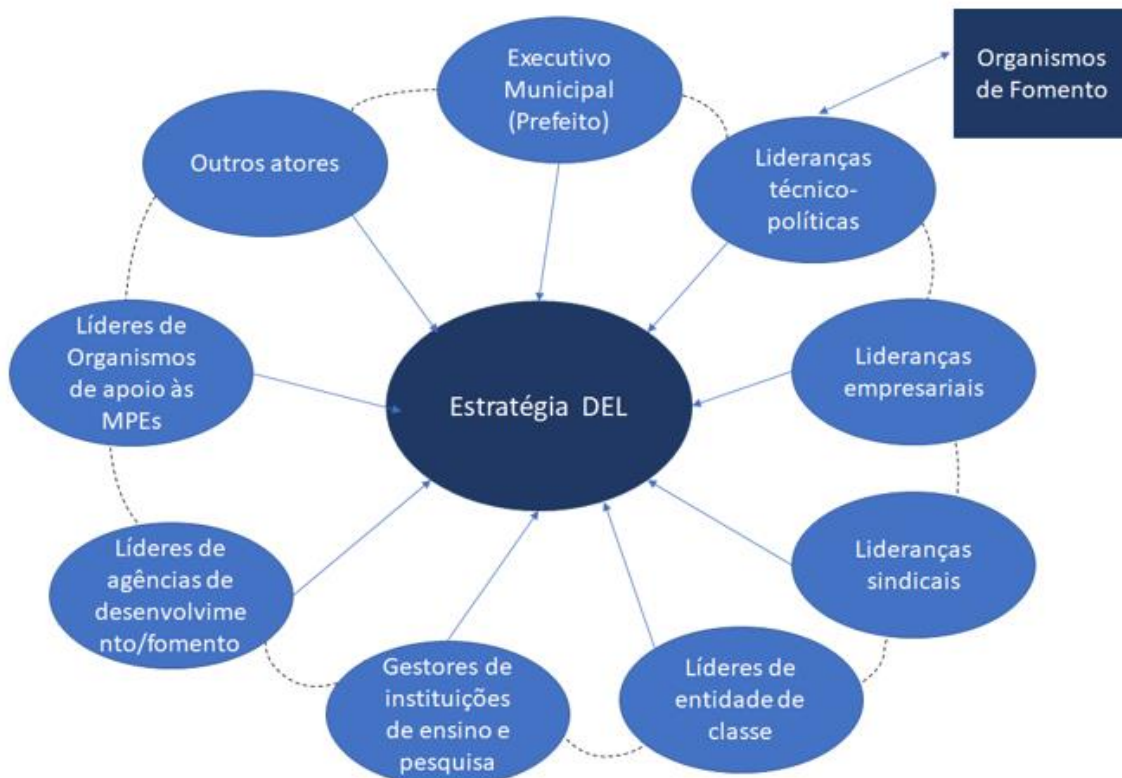 Executivo
Municipal
(Prefeito)
Organismos
de Fomento
Outros atores
Lideranças
técnico-
políticas
Líderes de
Organismos
de apoio às
MPEs
Lideranças
empresariais
Estratégia DEL
Líderes de
agências de
desenvolvime
nto/fomento
Lideranças
sindicais
Gestores de
instituições
de ensino e
pesquisa
Líderes de
entidade de
classe